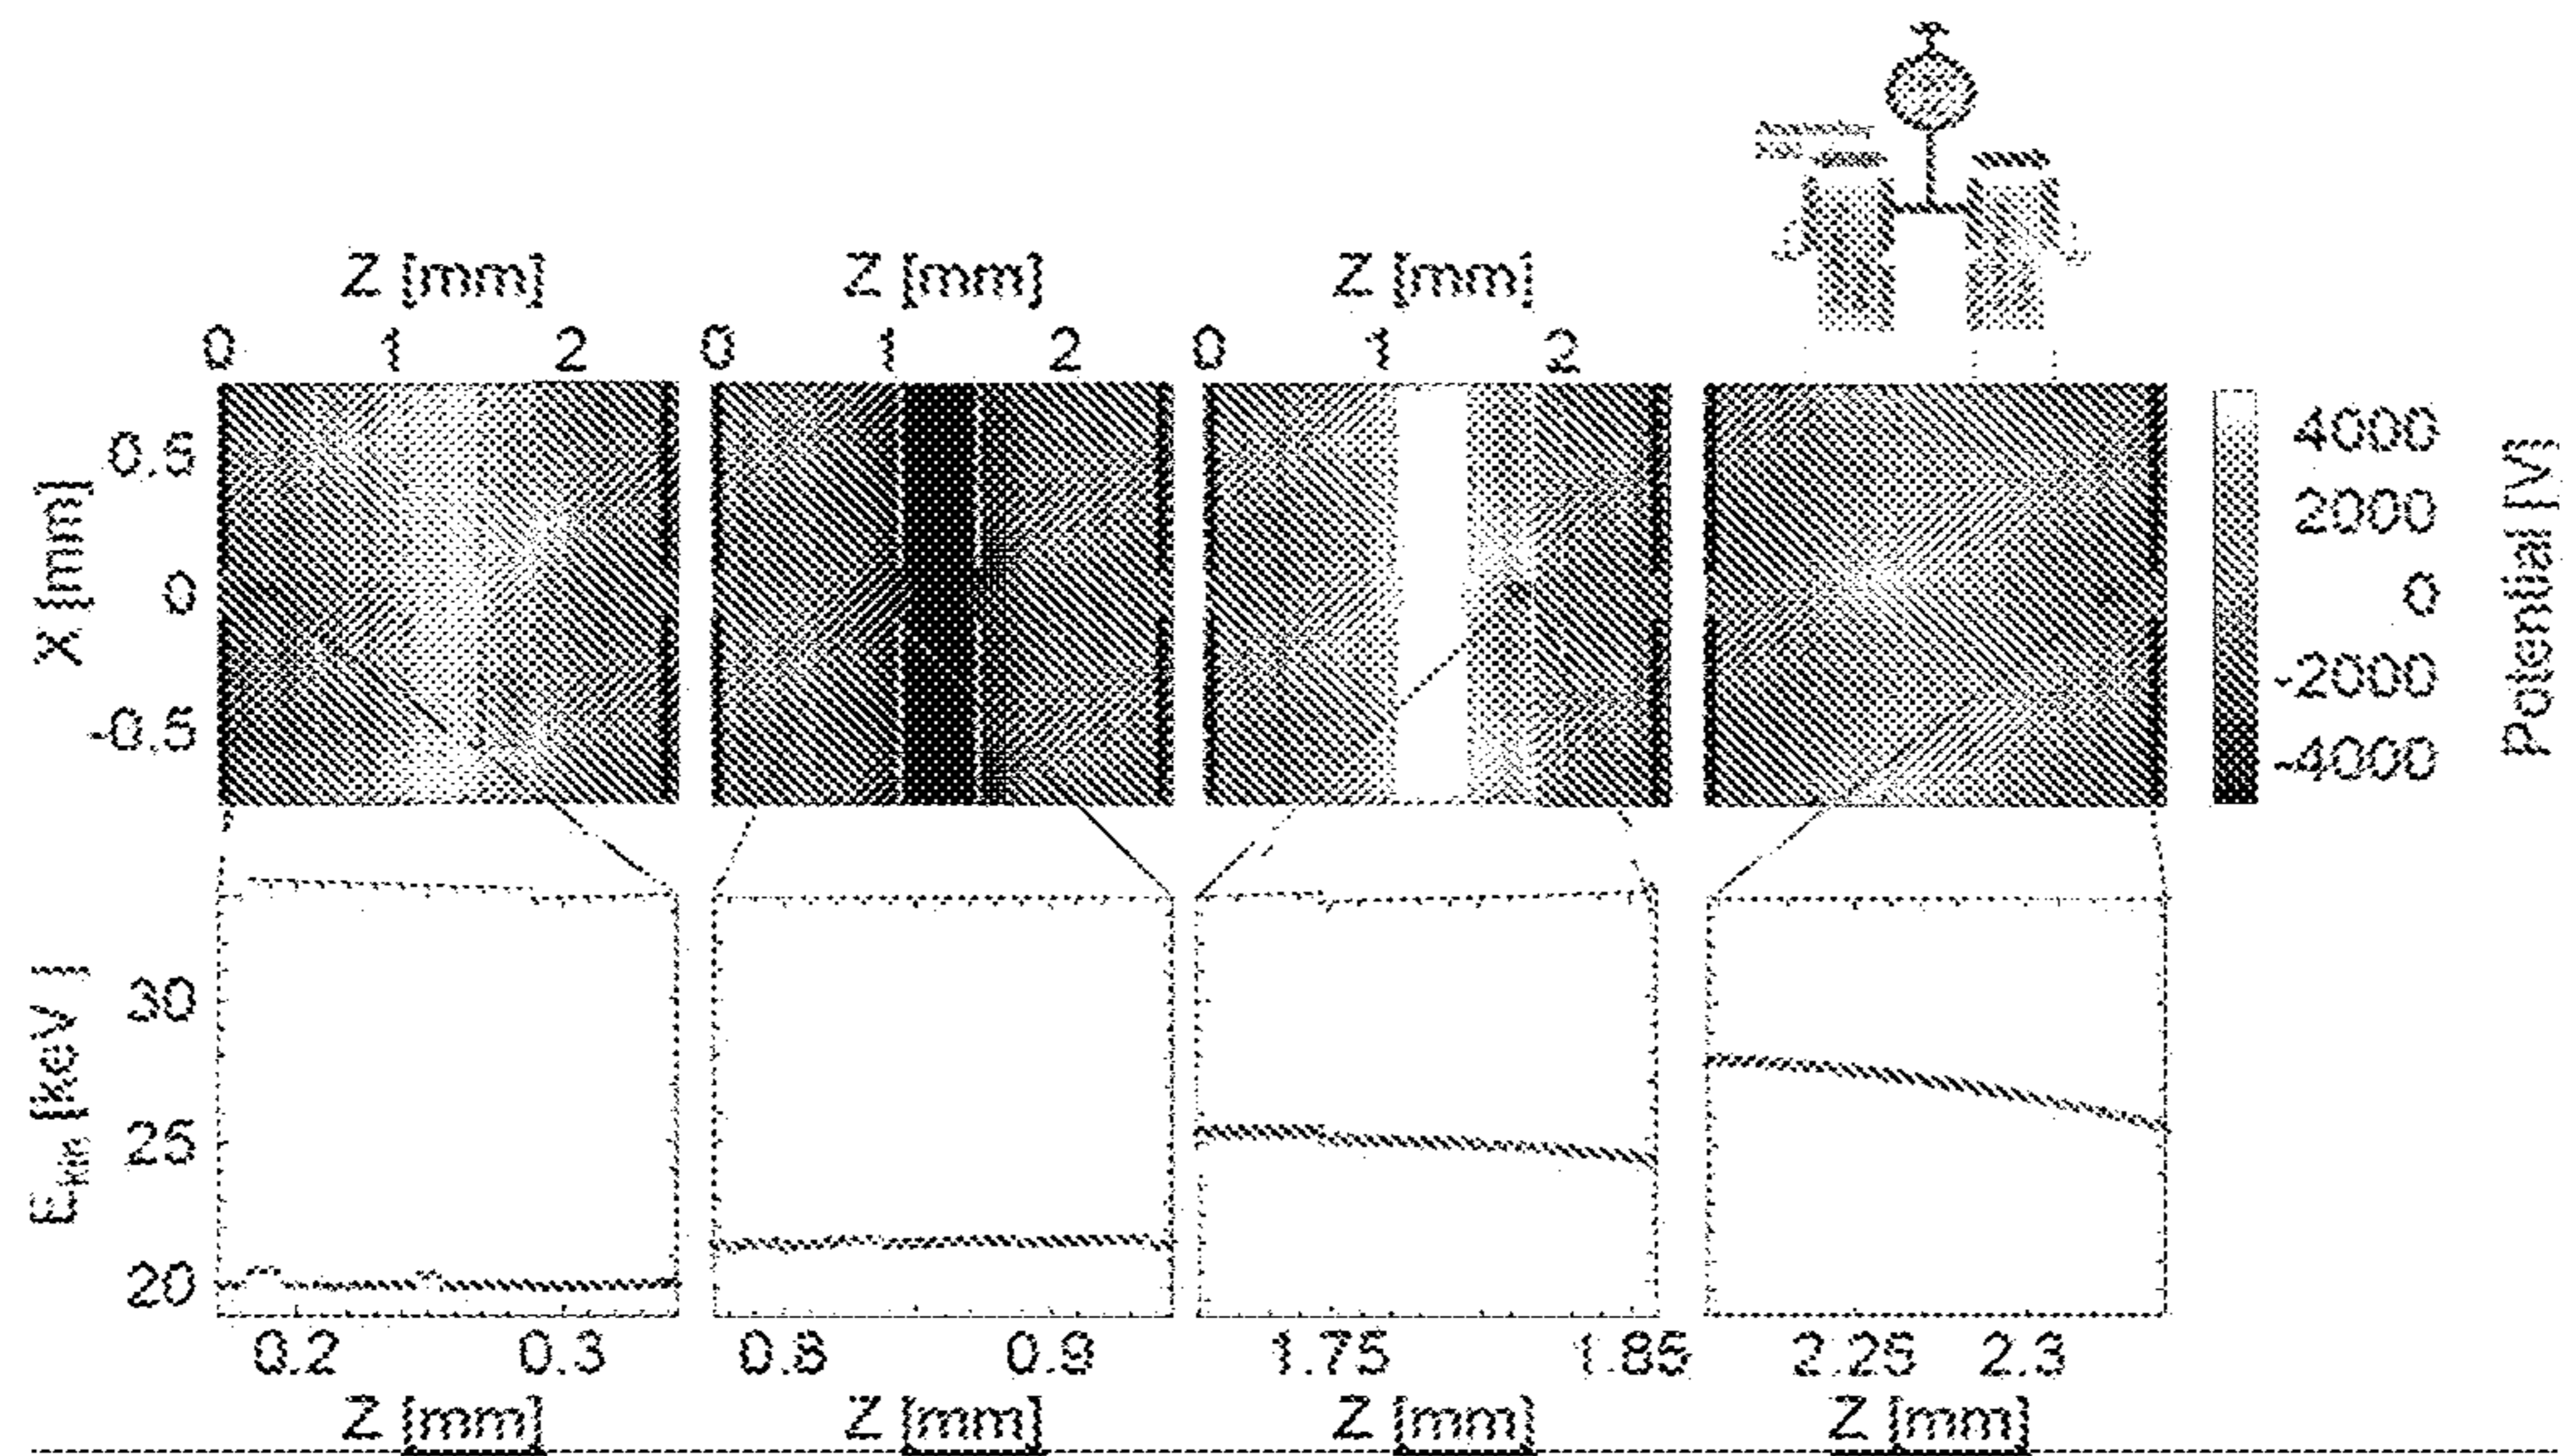 Z [mm] Z [mm] Z [mm]
0 1 2 0 1 2 0 1 2
X [mm]
0.5
0
-0.5
4000
2000
0
-2000
-4000
Potential [V]
E_kin [keV]
30
25
20
0.2 0.3 0.8 0.9 1.75 1.85 2.25 2.3
Z [mm] Z [mm] Z [mm] Z [mm]